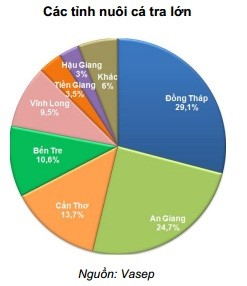 Các tỉnh nuôi cá tra lớn
Hậu Giang
3%
Khác
6%
Tiền Giang
3,5%
Vĩnh Long
9,5%
Đồng Tháp
29,1%
Bến Tre
10,6%
Cần Thơ
13,7%
An Giang
24,7%
Nguồn: Vasep